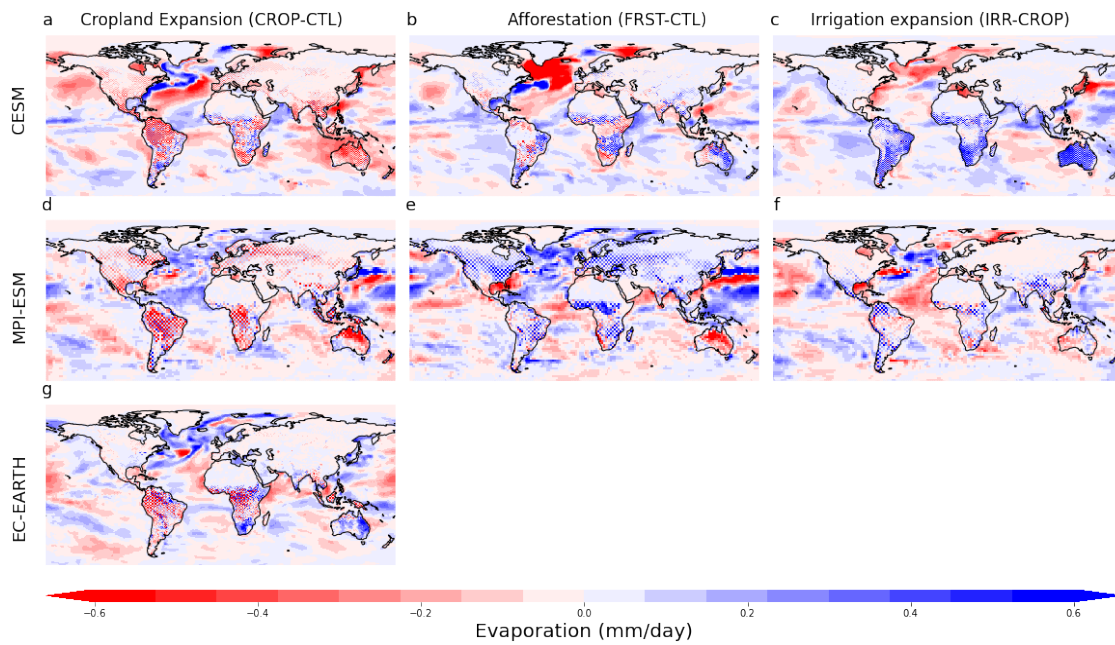 a Cropland Expansion (CROP-CTL)
b Afforestation (FRST-CTL)
c Irrigation expansion (IRR-CROP)
CESM
d
e
f
MPI-ESM
g
EC-EARTH
−0.6 −0.4 −0.2 0.0 0.2 0.4 0.6
Evaporation (mm/day)